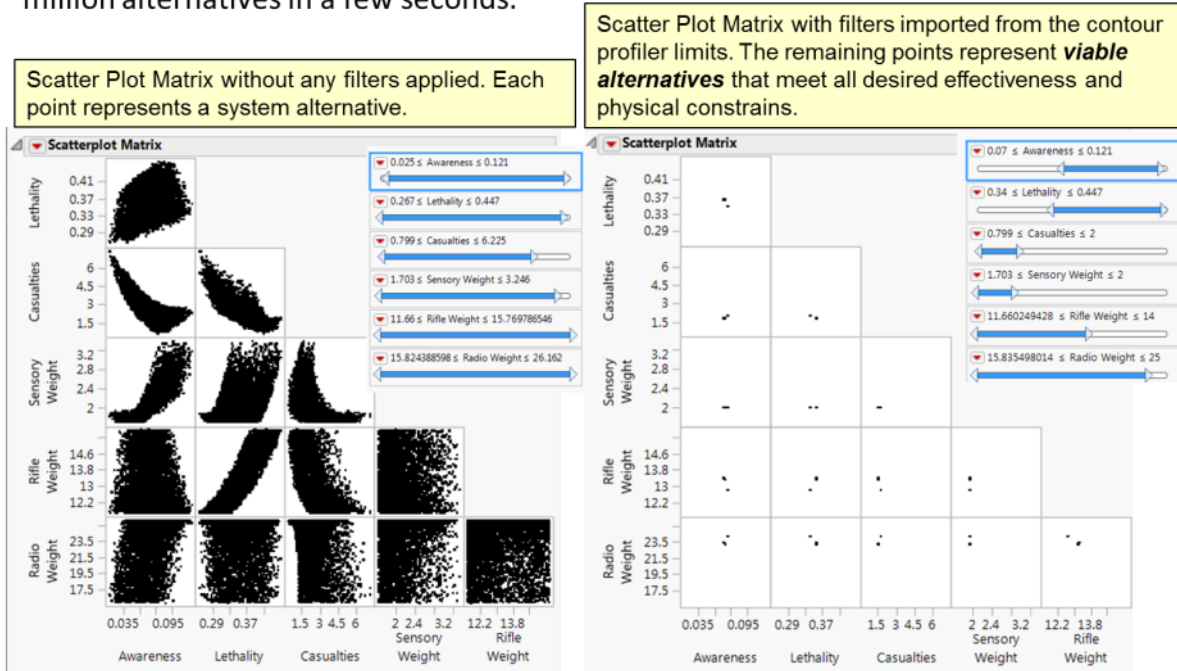 million alternatives in a few seconds.
Scatter Plot Matrix without any filters applied. Each
point represents a system alternative.
Scatterplot Matrix
0.025 ≤ Awareness ≤ 0.121
0.267 ≤ Lethality ≤ 0.447
0.799 ≤ Casualties ≤ 6.225
1.703 ≤ Sensory Weight ≤ 3.246
11.66 ≤ Rifle Weight ≤ 15.769786546
15.824388598 ≤ Radio Weight ≤ 26.162
Lethality
0.41
0.37
0.33
0.29
Casualties
6
4.5
3
1.5
Sensory
Weight
3.2
2.8
2.4
2
Rifle
Weight
14.6
13.8
13
12.2
Radio
Weight
23.5
21.5
19.5
17.5
0.035 0.095 0.29 0.37 1.5 3 4.5 6 2 2.4 3.2 12.2 13.8
Awareness Lethality Casualties
Sensory
Weight
Rifle
Weight
Scatter Plot Matrix with filters imported from the contour
profiler limits. The remaining points represent viable
alternatives that meet all desired effectiveness and
physical constrains.
Scatterplot Matrix
0.07 ≤ Awareness ≤ 0.121
0.34 ≤ Lethality ≤ 0.447
0.799 ≤ Casualties ≤ 2
1.703 ≤ Sensory Weight ≤ 2
11.660249428 ≤ Rifle Weight ≤ 14
15.835498014 ≤ Radio Weight ≤ 25
Lethality
0.41
0.37
0.33
0.29
Casualties
6
4.5
3
1.5
Sensory
Weight
3.2
2.8
2.4
2
Rifle
Weight
14.6
13.8
13
12.2
Radio
Weight
23.5
21.5
19.5
17.5
0.035 0.095 0.29 0.37 1.5 3 4.5 6 2 2.4 3.2 12.2 13.8
Awareness Lethality Casualties
Sensory
Weight
Rifle
Weight